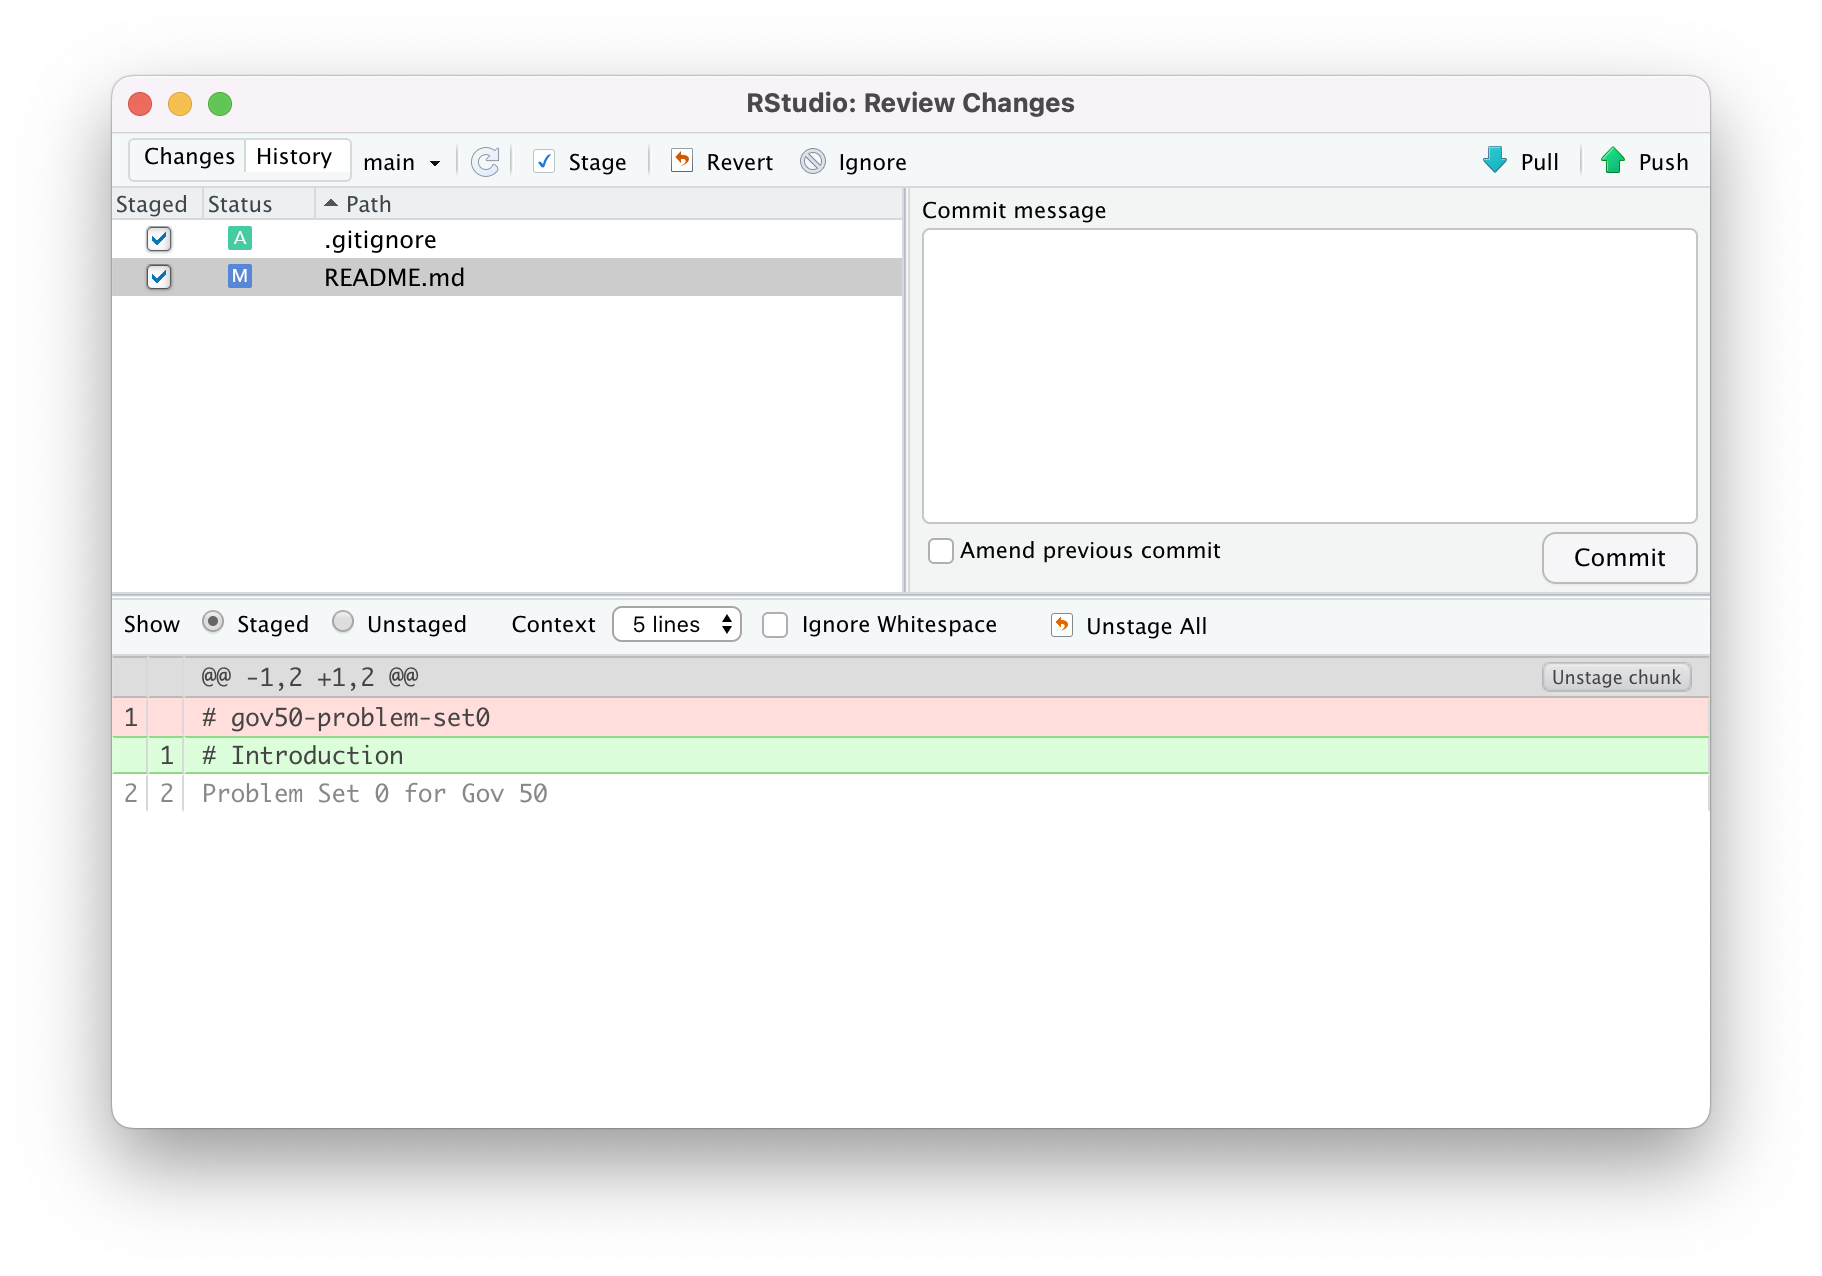 RStudio: Review Changes
Changes History main Stage Revert Ignore Pull Push
Staged Status Path
A .gitignore
M README.md
Commit message
Amend previous commit
Commit
Show Staged Unstaged Context 5 lines Ignore Whitespace Unstage All
@@ -1,2 +1,2 @@ Unstage chunk
1 # gov50-problem-set0
1 # Introduction
2 2 Problem Set 0 for Gov 50